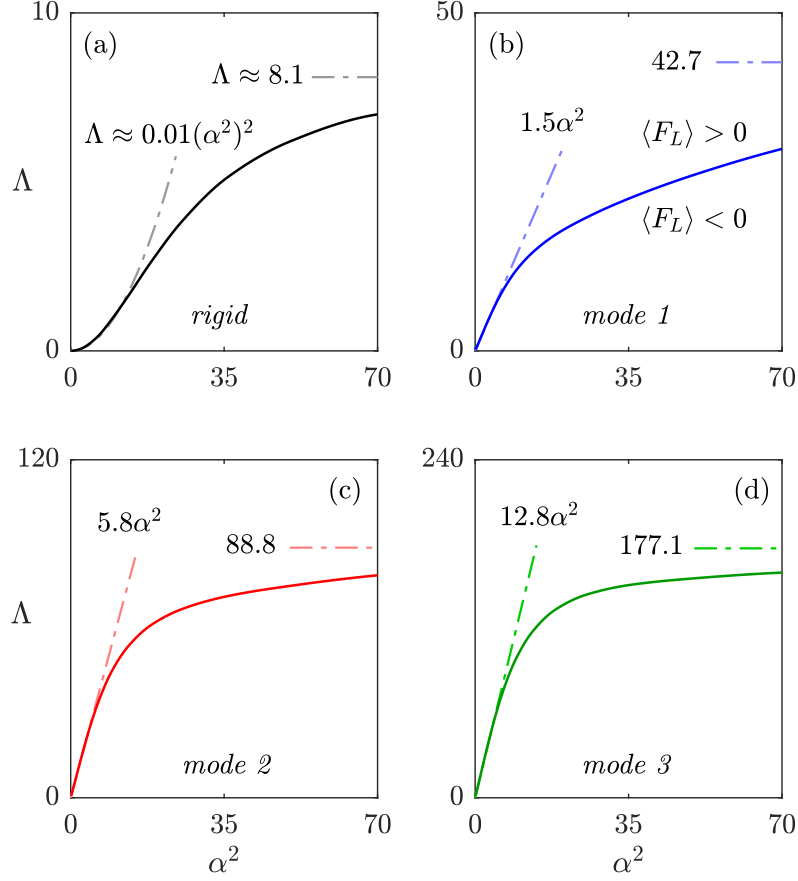 10
(a)
Λ ≈ 8.1
Λ ≈ 0.01(α²)²
Λ
rigid
0
0 35 70
50
(b)
42.7
1.5α²
⟨F_L⟩ > 0
⟨F_L⟩ < 0
mode 1
0
0 35 70
120
(c)
5.8α²
88.8
Λ
mode 2
0
0 35 70
α²
240
(d)
12.8α²
177.1
mode 3
0
0 35 70
α²